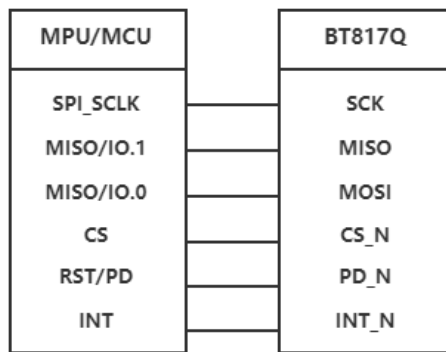 MPU/MCU BT817Q
SPI_SCLK SCK
MISO/IO.1 MISO
MISO/IO.0 MOSI
CS CS_N
RST/PD PD_N
INT INT_N